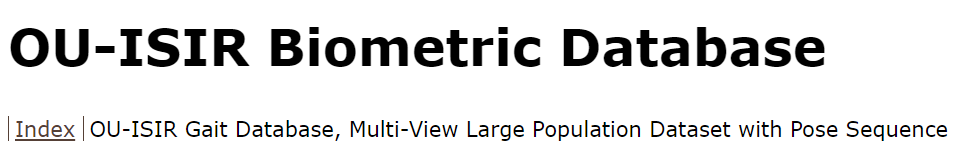 OU-ISIR Biometric Database
Index OU-ISIR Gait Database, Multi-View Large Population Dataset with Pose Sequence